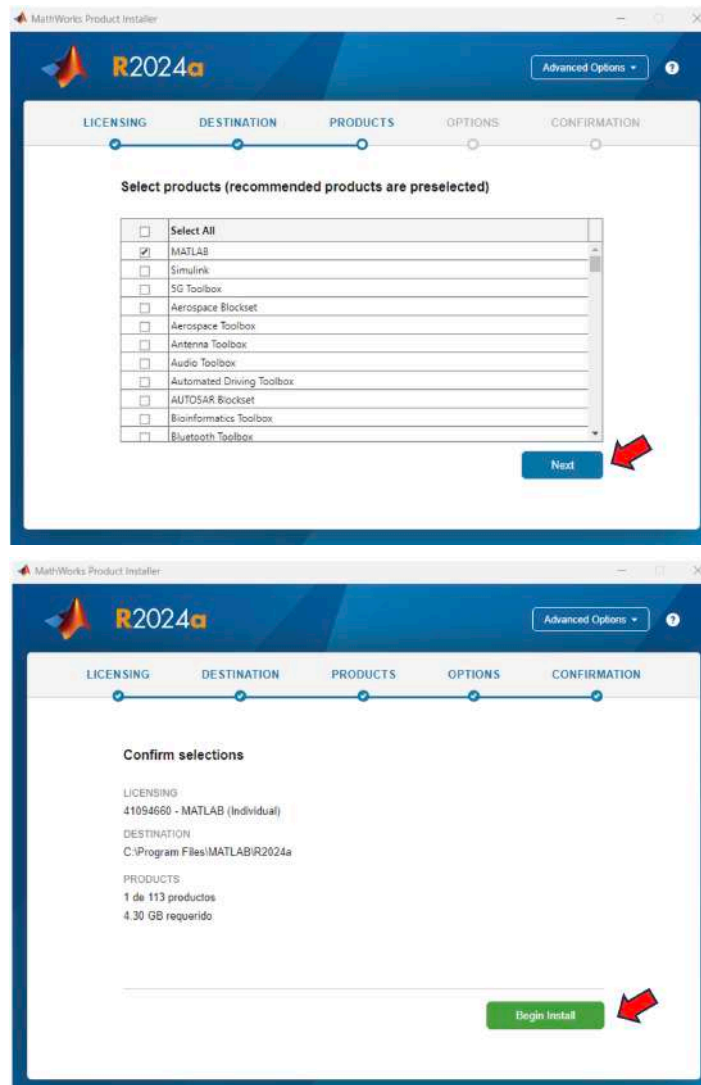 MathWorks Product Installer
R2024a
Advanced Options
?
LICENSING DESTINATION PRODUCTS OPTIONS CONFIRMATION
Select products (recommended products are preselected)
Select All
MATLAB
Simulink
5G Toolbox
Aerospace Blockset
Aerospace Toolbox
Antenna Toolbox
Audio Toolbox
Automated Driving Toolbox
AUTOSAR Blockset
Bioinformatics Toolbox
Bluetooth Toolbox
Next
MathWorks Product Installer
R2024a
Advanced Options
?
LICENSING DESTINATION PRODUCTS OPTIONS CONFIRMATION
Confirm selections
LICENSING
41094660 - MATLAB (Individual)
DESTINATION
C:\Program Files\MATLAB\R2024a
PRODUCTS
1 de 113 productos
4.30 GB requerido
Begin Install